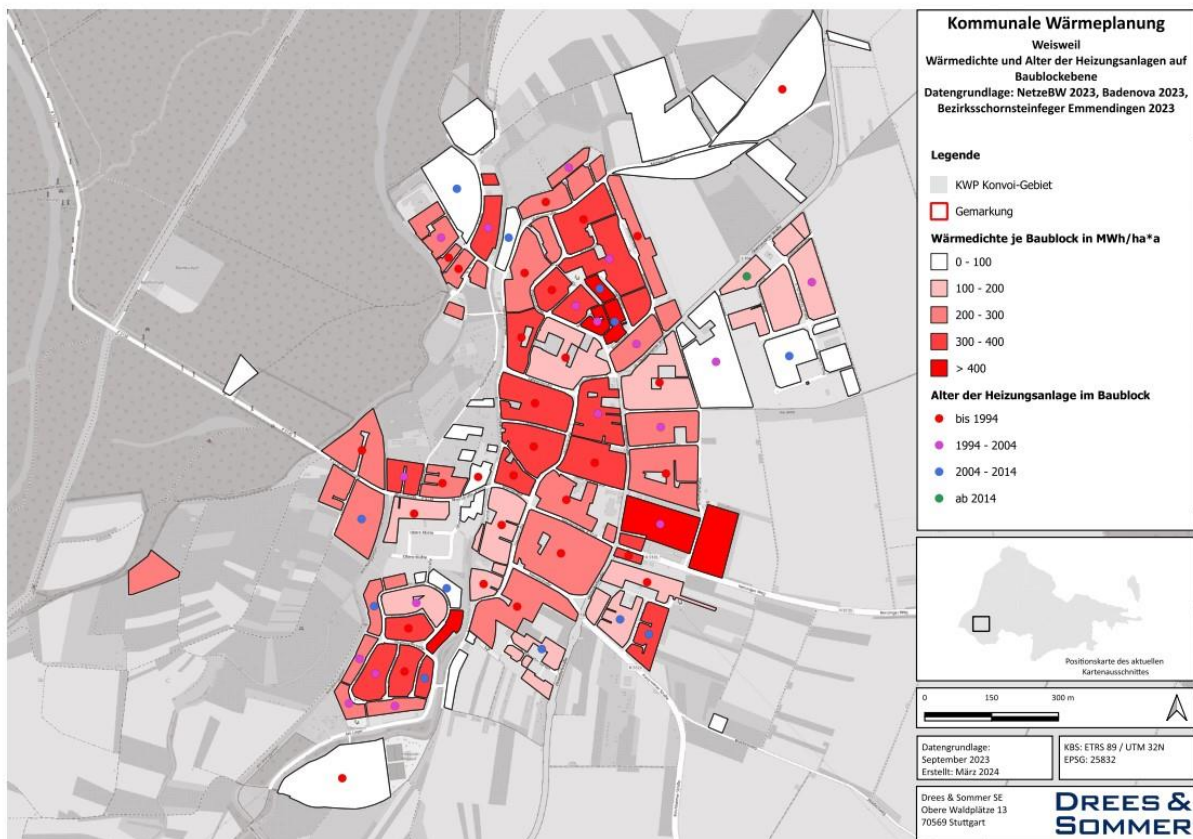 Kommunale Wärmeplanung
Weisweil
Wärmedichte und Alter der Heizungsanlagen auf
Baublockebene
Datengrundlage: NetzeBW 2023, Badenova 2023,
Bezirksschornsteinfeger Emmendingen 2023
Legende
KWP Konvoi-Gebiet
Gemarkung
Wärmedichte je Baublock in MWh/ha*a
0 - 100
100 - 200
200 - 300
300 - 400
> 400
Alter der Heizungsanlage im Baublock
bis 1994
1994 - 2004
2004 - 2014
ab 2014
Positionskarte des aktuellen
Kartenausschnittes
0 150 300 m
Datengrundlage:
September 2023
Erstellt: März 2024
KBS: ETRS 89 / UTM 32N
EPSG: 25832
Drees & Sommer SE
Obere Waldplätze 13
70569 Stuttgart
DREES &
SOMMER